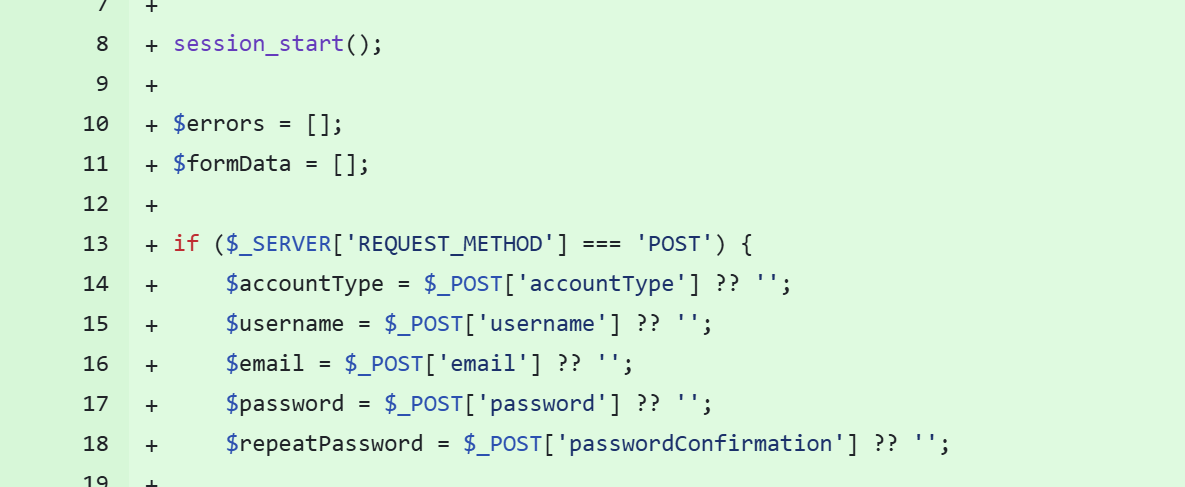 7 +
8 + session_start();
9 +
10 + $errors = [];
11 + $formData = [];
12 +
13 + if ($_SERVER['REQUEST_METHOD'] === 'POST') {
14 +     $accountType = $_POST['accountType'] ?? '';
15 +     $username = $_POST['username'] ?? '';
16 +     $email = $_POST['email'] ?? '';
17 +     $password = $_POST['password'] ?? '';
18 +     $repeatPassword = $_POST['passwordConfirmation'] ?? '';
19 +